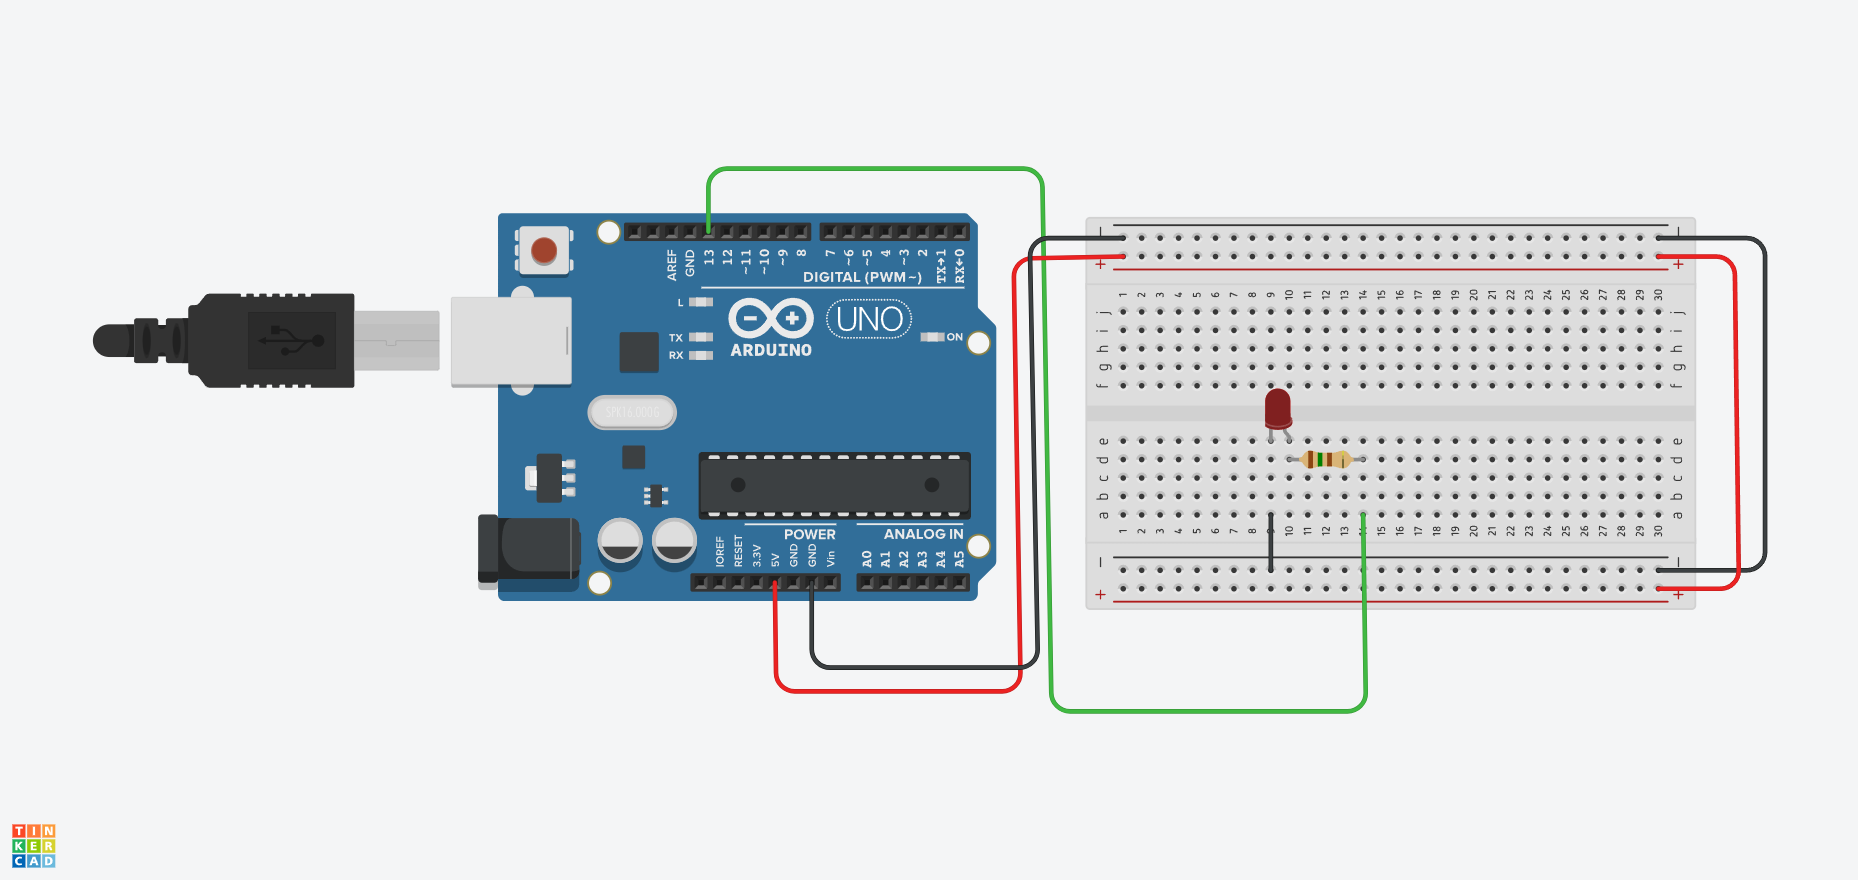 AREF
GND
13
12
~11
~10
~9
8
7
~6
~5
4
~3
2
TX→1
RX←0
DIGITAL (PWM~)
L
TX
RX
ARDUINO
UNO
ON
SPK16.000G
POWER
ANALOG IN
IOREF
RESET
3.3V
5V
GND
GND
Vin
A0
A1
A2
A3
A4
A5
− −
+ +
1 2 3 4 5 6 7 8 9 10 11 12 13 14 15 16 17 18 19 20 21 22 23 24 25 26 27 28 29 30
j j
i i
h h
g g
f f
e e
d d
c c
b b
a a
1 2 3 4 5 6 7 8 9 10 11 12 13 14 15 16 17 18 19 20 21 22 23 24 25 26 27 28 29 30
− −
+ +
TIN
KER
CAD